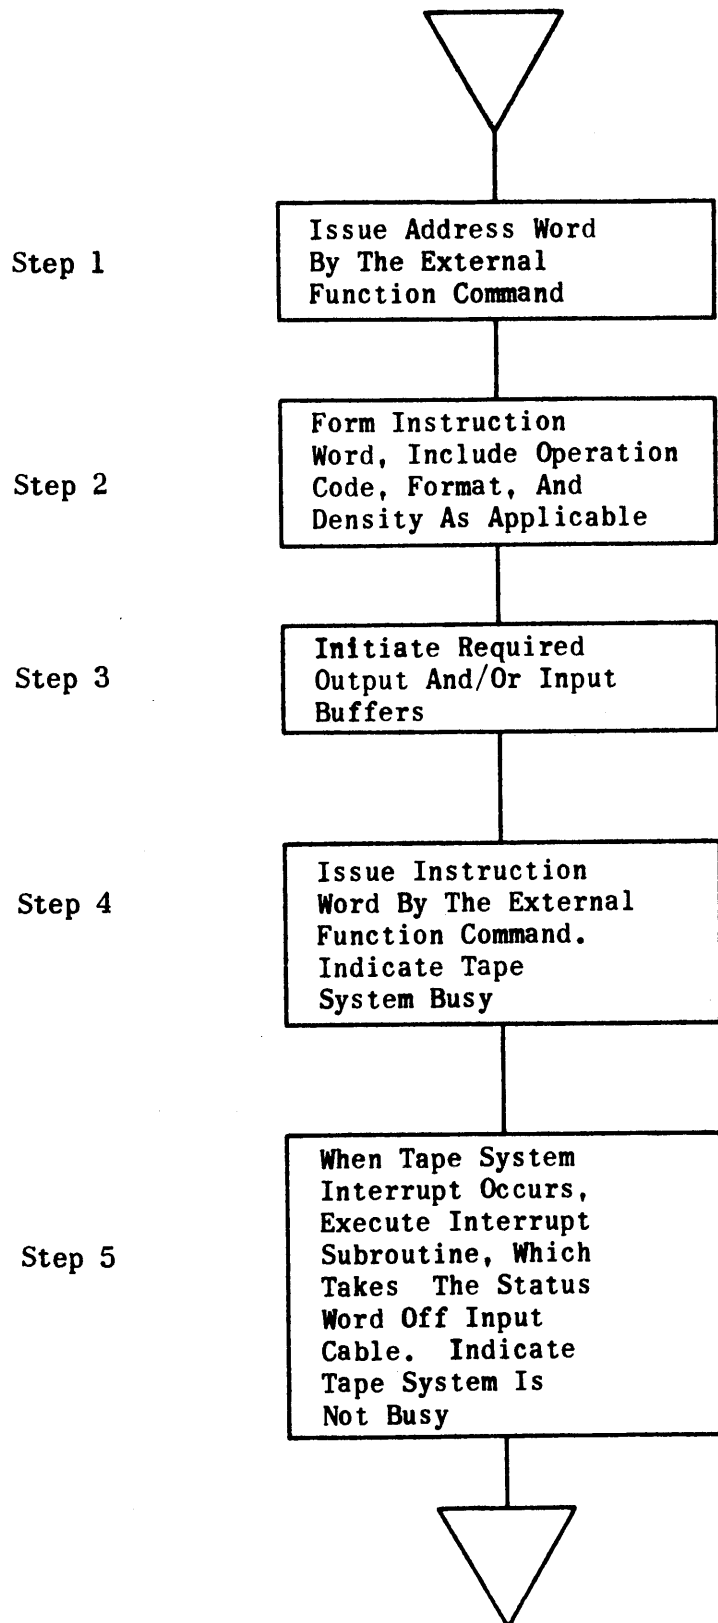 Step 1
Issue Address Word
By The External
Function Command
Step 2
Form Instruction
Word, Include Operation
Code, Format, And
Density As Applicable
Step 3
Initiate Required
Output And/Or Input
Buffers
Step 4
Issue Instruction
Word By The External
Function Command.
Indicate Tape
System Busy
Step 5
When Tape System
Interrupt Occurs,
Execute Interrupt
Subroutine, Which
Takes The Status
Word Off Input
Cable. Indicate
Tape System Is
Not Busy